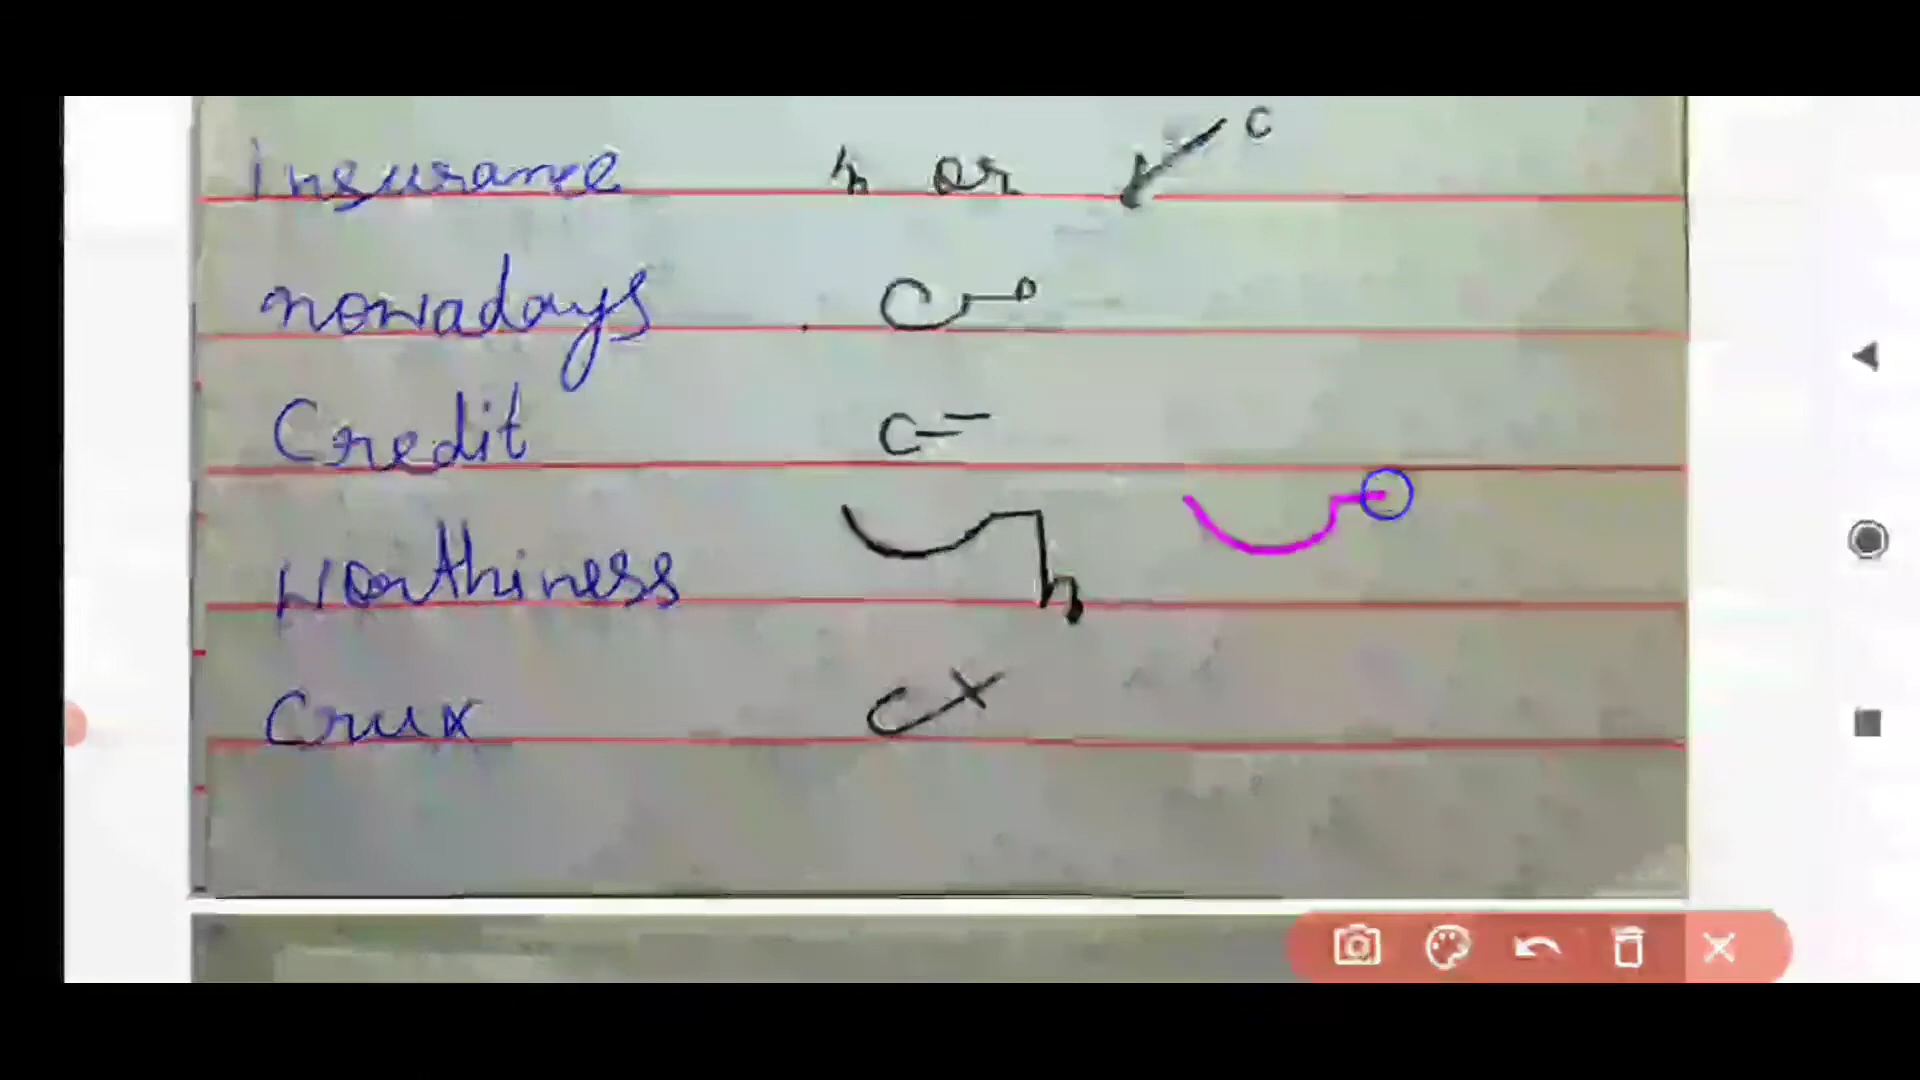 Insurance or
nowadays
Credit
Worthiness
Crux